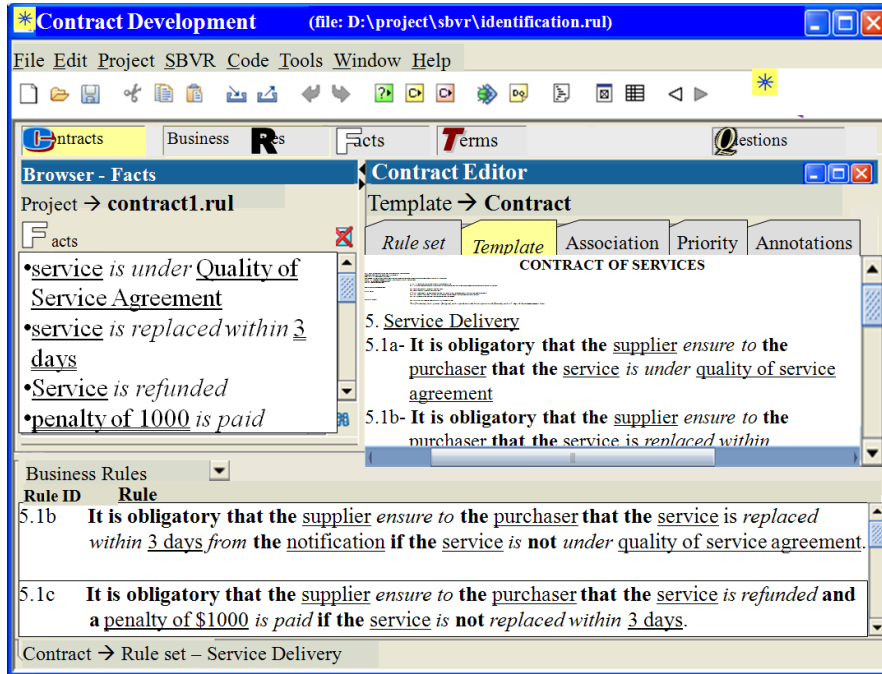 Contract Development (file: D:\project\sbvr\identification.rul)
File Edit Project SBVR Code Tools Window Help
Contracts Business R es Facts Terms Questions
Browser - Facts
Project → contract1.rul
Facts
•service is under Quality of
Service Agreement
•service is replaced within 3
days
•Service is refunded
•penalty of 1000 is paid
Contract Editor
Template → Contract
Rule set Template Association Priority Annotations
CONTRACT OF SERVICES
5. Service Delivery
5.1a- It is obligatory that the supplier ensure to the
purchaser that the service is under quality of service
agreement
5.1b- It is obligatory that the supplier ensure to the
purchaser that the service is replaced within
Business Rules
Rule ID Rule
5.1b It is obligatory that the supplier ensure to the purchaser that the service is replaced
within 3 days from the notification if the service is not under quality of service agreement.
5.1c It is obligatory that the supplier ensure to the purchaser that the service is refunded and
a penalty of $1000 is paid if the service is not replaced within 3 days.
Contract → Rule set – Service Delivery